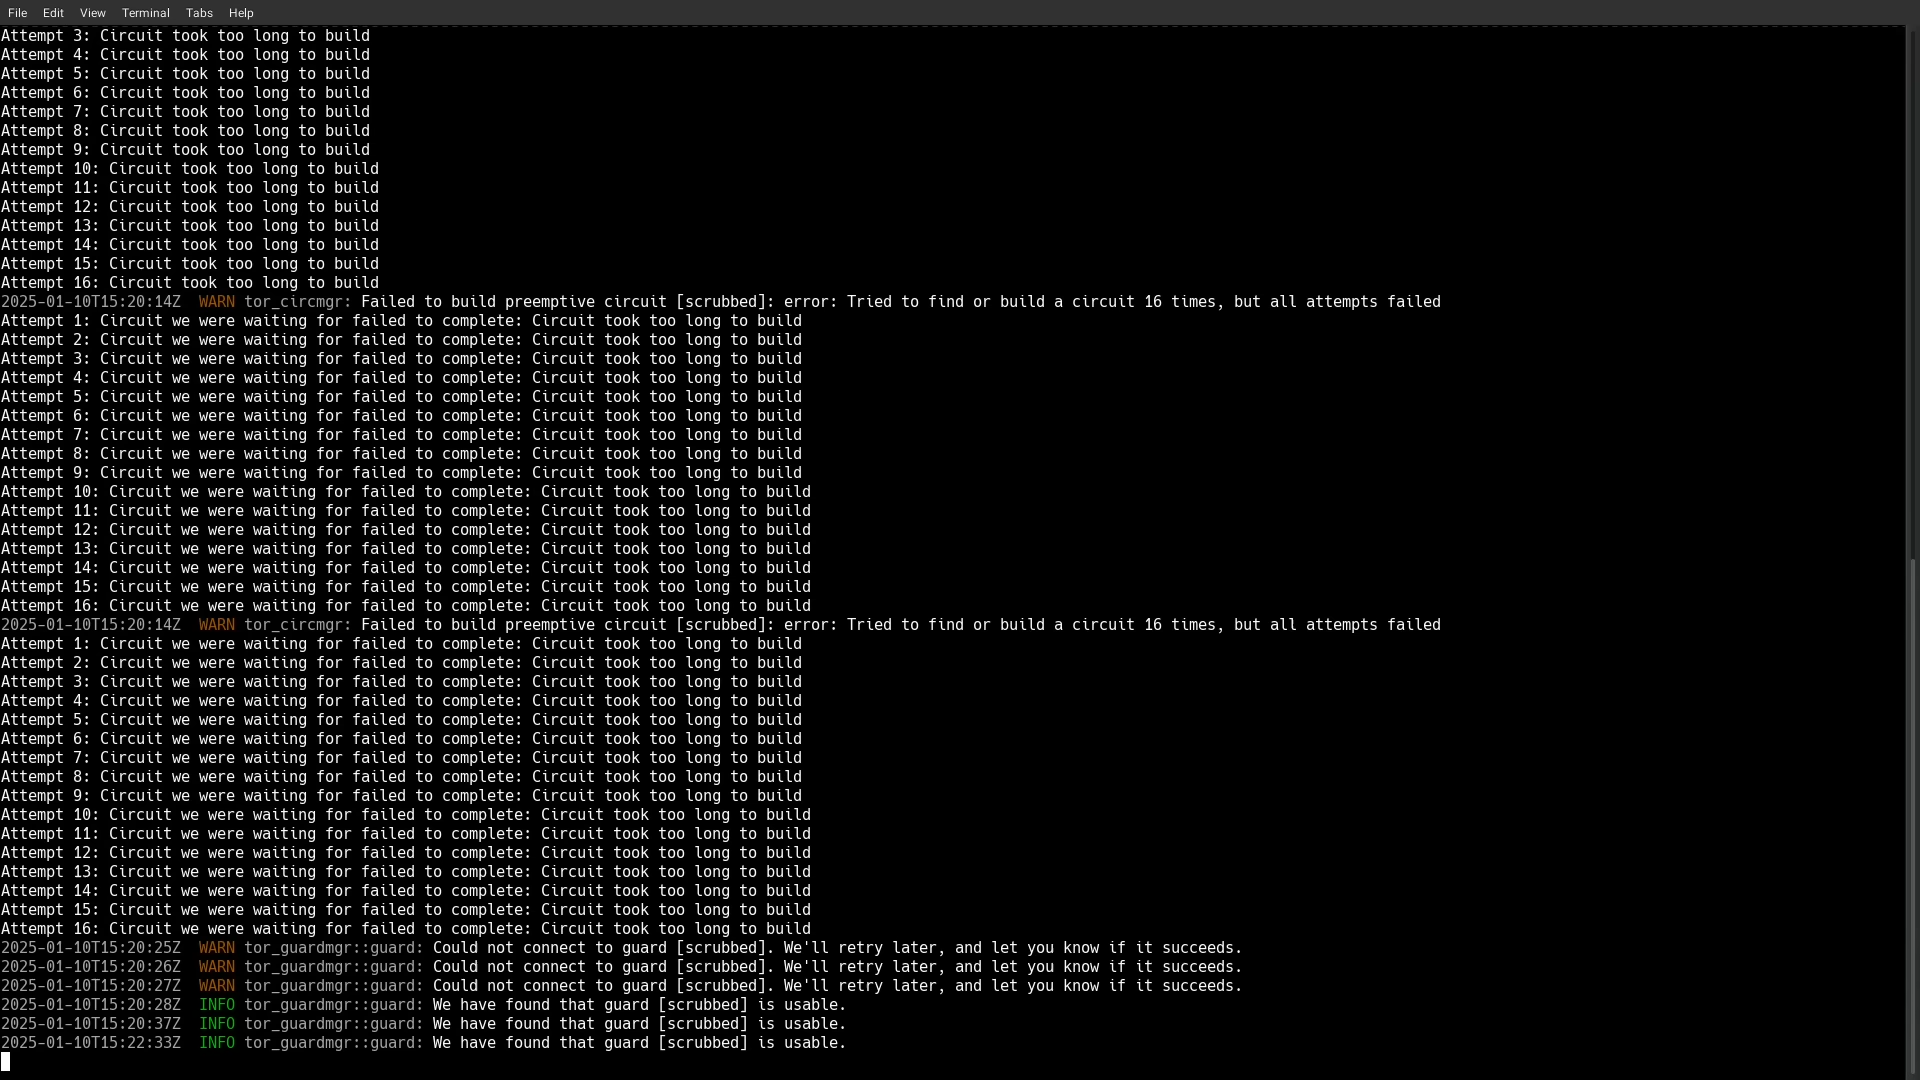 File Edit View Terminal Tabs Help
Attempt 3: Circuit took too long to build
Attempt 4: Circuit took too long to build
Attempt 5: Circuit took too long to build
Attempt 6: Circuit took too long to build
Attempt 7: Circuit took too long to build
Attempt 8: Circuit took too long to build
Attempt 9: Circuit took too long to build
Attempt 10: Circuit took too long to build
Attempt 11: Circuit took too long to build
Attempt 12: Circuit took too long to build
Attempt 13: Circuit took too long to build
Attempt 14: Circuit took too long to build
Attempt 15: Circuit took too long to build
Attempt 16: Circuit took too long to build
2025-01-10T15:20:14Z  WARN tor_circmgr: Failed to build preemptive circuit [scrubbed]: error: Tried to find or build a circuit 16 times, but all attempts failed
Attempt 1: Circuit we were waiting for failed to complete: Circuit took too long to build
Attempt 2: Circuit we were waiting for failed to complete: Circuit took too long to build
Attempt 3: Circuit we were waiting for failed to complete: Circuit took too long to build
Attempt 4: Circuit we were waiting for failed to complete: Circuit took too long to build
Attempt 5: Circuit we were waiting for failed to complete: Circuit took too long to build
Attempt 6: Circuit we were waiting for failed to complete: Circuit took too long to build
Attempt 7: Circuit we were waiting for failed to complete: Circuit took too long to build
Attempt 8: Circuit we were waiting for failed to complete: Circuit took too long to build
Attempt 9: Circuit we were waiting for failed to complete: Circuit took too long to build
Attempt 10: Circuit we were waiting for failed to complete: Circuit took too long to build
Attempt 11: Circuit we were waiting for failed to complete: Circuit took too long to build
Attempt 12: Circuit we were waiting for failed to complete: Circuit took too long to build
Attempt 13: Circuit we were waiting for failed to complete: Circuit took too long to build
Attempt 14: Circuit we were waiting for failed to complete: Circuit took too long to build
Attempt 15: Circuit we were waiting for failed to complete: Circuit took too long to build
Attempt 16: Circuit we were waiting for failed to complete: Circuit took too long to build
2025-01-10T15:20:14Z  WARN tor_circmgr: Failed to build preemptive circuit [scrubbed]: error: Tried to find or build a circuit 16 times, but all attempts failed
Attempt 1: Circuit we were waiting for failed to complete: Circuit took too long to build
Attempt 2: Circuit we were waiting for failed to complete: Circuit took too long to build
Attempt 3: Circuit we were waiting for failed to complete: Circuit took too long to build
Attempt 4: Circuit we were waiting for failed to complete: Circuit took too long to build
Attempt 5: Circuit we were waiting for failed to complete: Circuit took too long to build
Attempt 6: Circuit we were waiting for failed to complete: Circuit took too long to build
Attempt 7: Circuit we were waiting for failed to complete: Circuit took too long to build
Attempt 8: Circuit we were waiting for failed to complete: Circuit took too long to build
Attempt 9: Circuit we were waiting for failed to complete: Circuit took too long to build
Attempt 10: Circuit we were waiting for failed to complete: Circuit took too long to build
Attempt 11: Circuit we were waiting for failed to complete: Circuit took too long to build
Attempt 12: Circuit we were waiting for failed to complete: Circuit took too long to build
Attempt 13: Circuit we were waiting for failed to complete: Circuit took too long to build
Attempt 14: Circuit we were waiting for failed to complete: Circuit took too long to build
Attempt 15: Circuit we were waiting for failed to complete: Circuit took too long to build
Attempt 16: Circuit we were waiting for failed to complete: Circuit took too long to build
2025-01-10T15:20:25Z  WARN tor_guardmgr::guard: Could not connect to guard [scrubbed]. We'll retry later, and let you know if it succeeds.
2025-01-10T15:20:26Z  WARN tor_guardmgr::guard: Could not connect to guard [scrubbed]. We'll retry later, and let you know if it succeeds.
2025-01-10T15:20:27Z  WARN tor_guardmgr::guard: Could not connect to guard [scrubbed]. We'll retry later, and let you know if it succeeds.
2025-01-10T15:20:28Z  INFO tor_guardmgr::guard: We have found that guard [scrubbed] is usable.
2025-01-10T15:20:37Z  INFO tor_guardmgr::guard: We have found that guard [scrubbed] is usable.
2025-01-10T15:22:33Z  INFO tor_guardmgr::guard: We have found that guard [scrubbed] is usable.